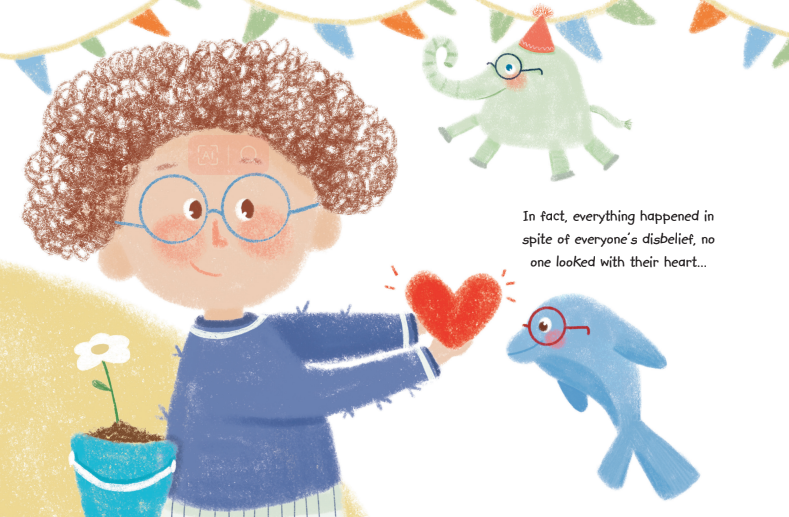 In fact, everything happened in
spite of everyone's disbelief, no
one looked with their heart...